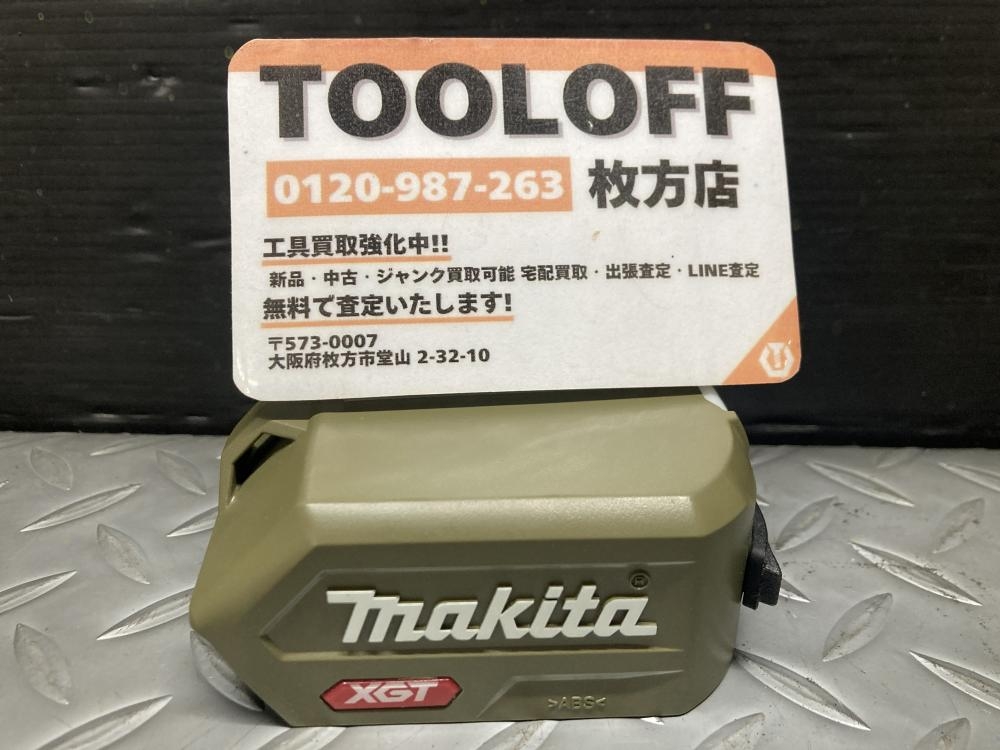 TOOLOFF
0120-987-263 枚方店
工具買取強化中!!
新品・中古・ジャンク買取可能 宅配買取・出張査定・LINE査定
無料で査定いたします!
〒573-0007
大阪府枚方市堂山 2-32-10
makita®
XGT
>ABS<